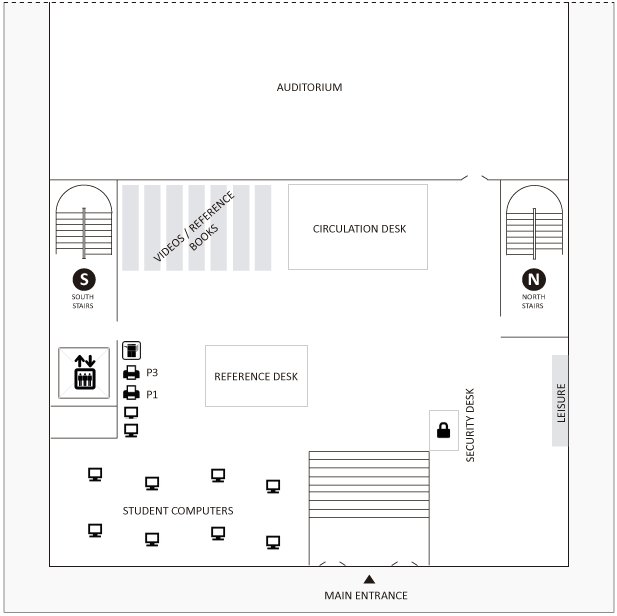 AUDITORIUM
VIDEOS / REFERENCE
BOOKS
CIRCULATION DESK
S
SOUTH
STAIRS
N
NORTH
STAIRS
P3
REFERENCE DESK
P1
LEISURE
SECURITY DESK
STUDENT COMPUTERS
MAIN ENTRANCE